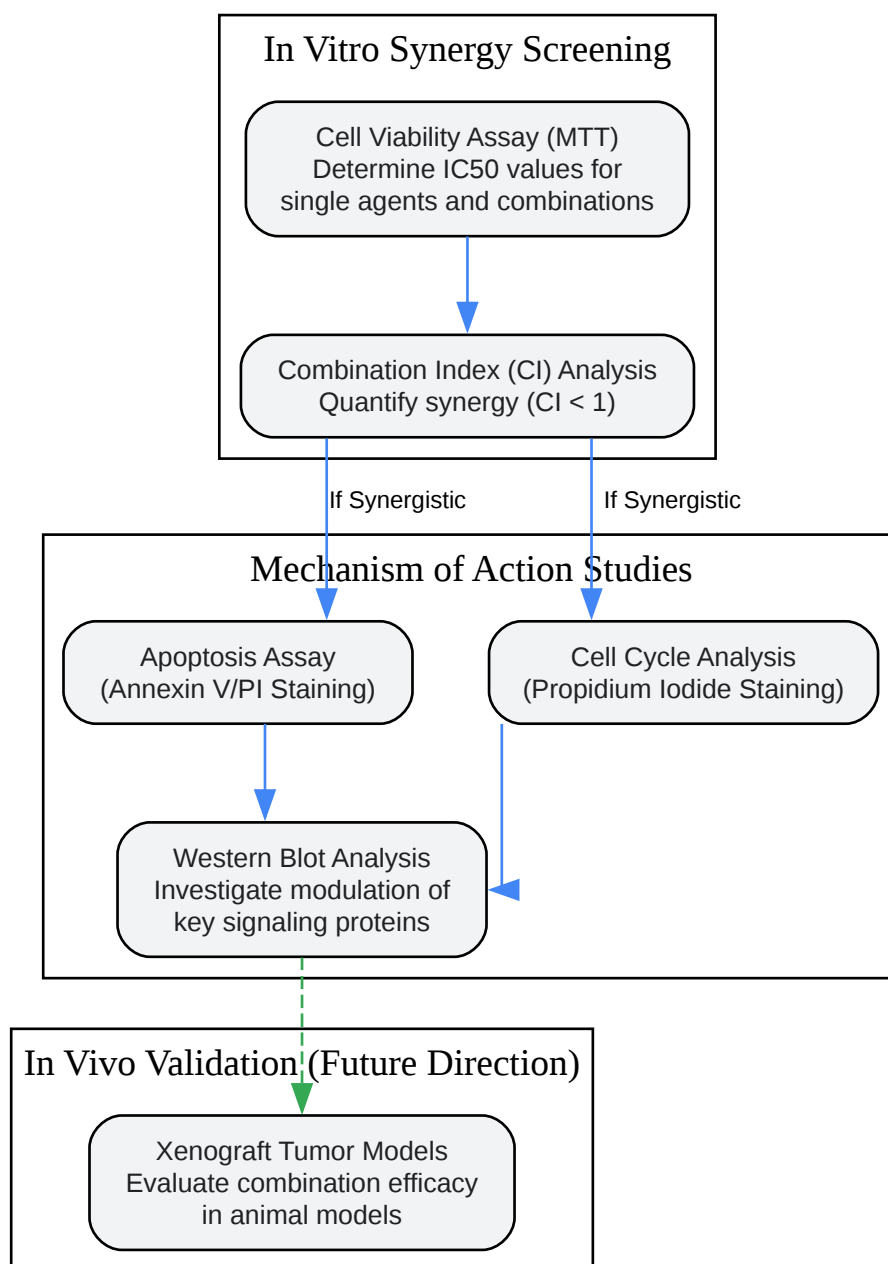 In Vitro Synergy Screening
Cell Viability Assay (MTT)
Determine IC50 values for
single agents and combinations
Combination Index (CI) Analysis
Quantify synergy (CI < 1)
If Synergistic
If Synergistic
Mechanism of Action Studies
Apoptosis Assay
(Annexin V/PI Staining)
Cell Cycle Analysis
(Propidium Iodide Staining)
Western Blot Analysis
Investigate modulation of
key signaling proteins
In Vivo Validation (Future Direction)
Xenograft Tumor Models
Evaluate combination efficacy
in animal models